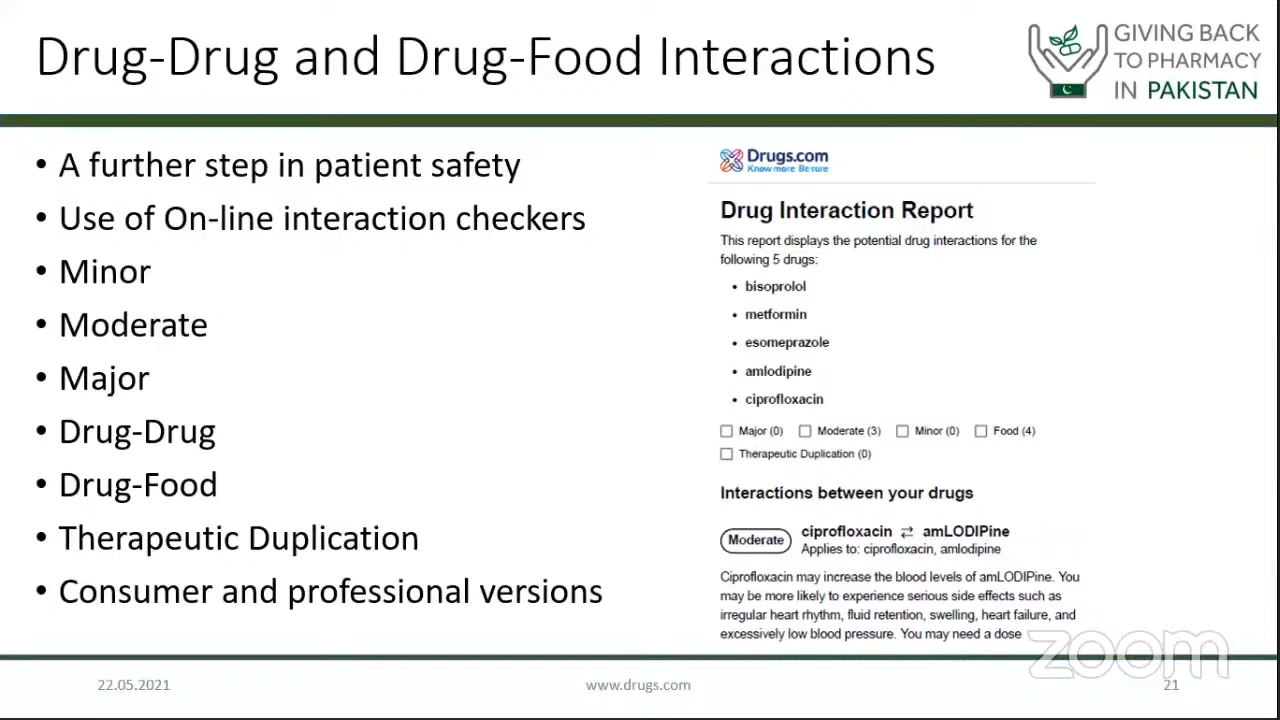 Drug-Drug and Drug-Food Interactions
GIVING BACK
TO PHARMACY
IN PAKISTAN
• A further step in patient safety
• Use of On-line interaction checkers
• Minor
• Moderate
• Major
• Drug-Drug
• Drug-Food
• Therapeutic Duplication
• Consumer and professional versions
Drugs.com
Know more. Be sure.
Drug Interaction Report
This report displays the potential drug interactions for the
following 5 drugs:
• bisoprolol
• metformin
• esomeprazole
• amlodipine
• ciprofloxacin
Major (0) Moderate (3) Minor (0) Food (4)
Therapeutic Duplication (0)
Interactions between your drugs
Moderate
ciprofloxacin ⇄ amLODIPine
Applies to: ciprofloxacin, amlodipine
Ciprofloxacin may increase the blood levels of amLODIPine. You
may be more likely to experience serious side effects such as
irregular heart rhythm, fluid retention, swelling, heart failure, and
excessively low blood pressure. You may need a dose
zoom
22.05.2021
www.drugs.com
21